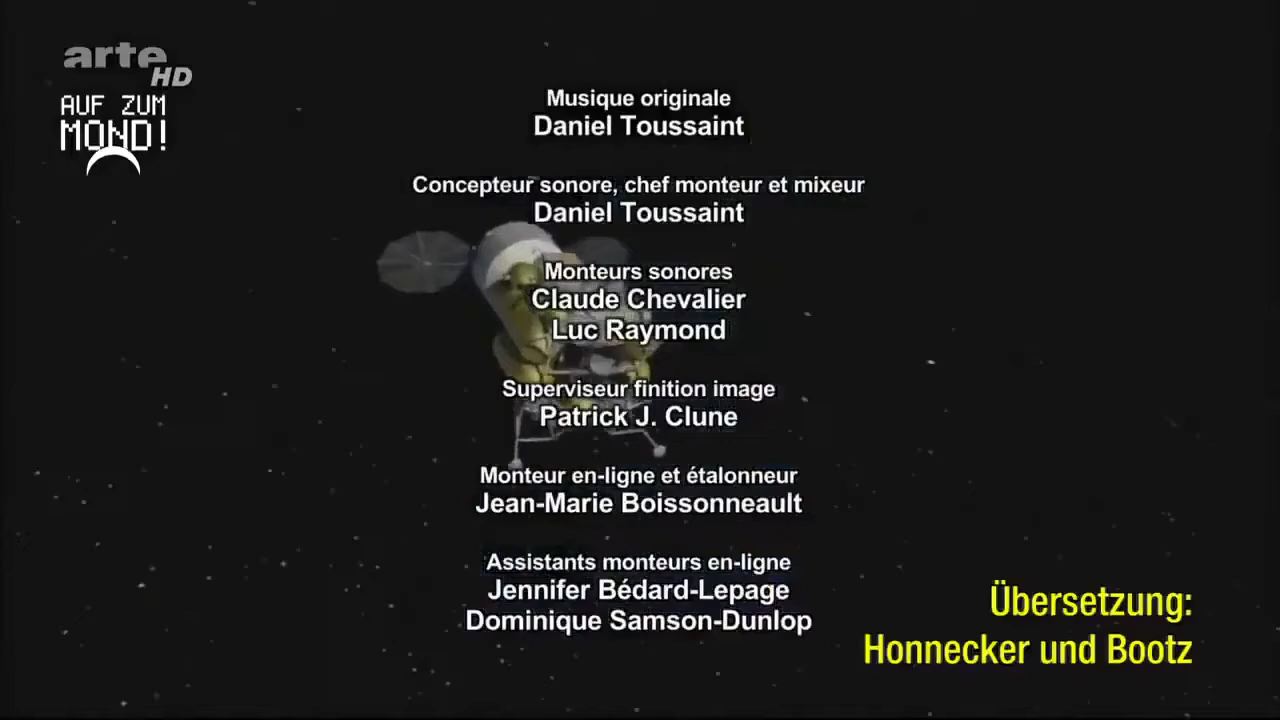 arte
HD
AUF ZUM
MOND!
Musique originale
Daniel Toussaint
Concepteur sonore, chef monteur et mixeur
Daniel Toussaint
Monteurs sonores
Claude Chevalier
Luc Raymond
Superviseur finition image
Patrick J. Clune
Monteur en-ligne et étalonneur
Jean-Marie Boissonneault
Assistants monteurs en-ligne
Jennifer Bédard-Lepage
Dominique Samson-Dunlop
Übersetzung:
Honnecker und Bootz